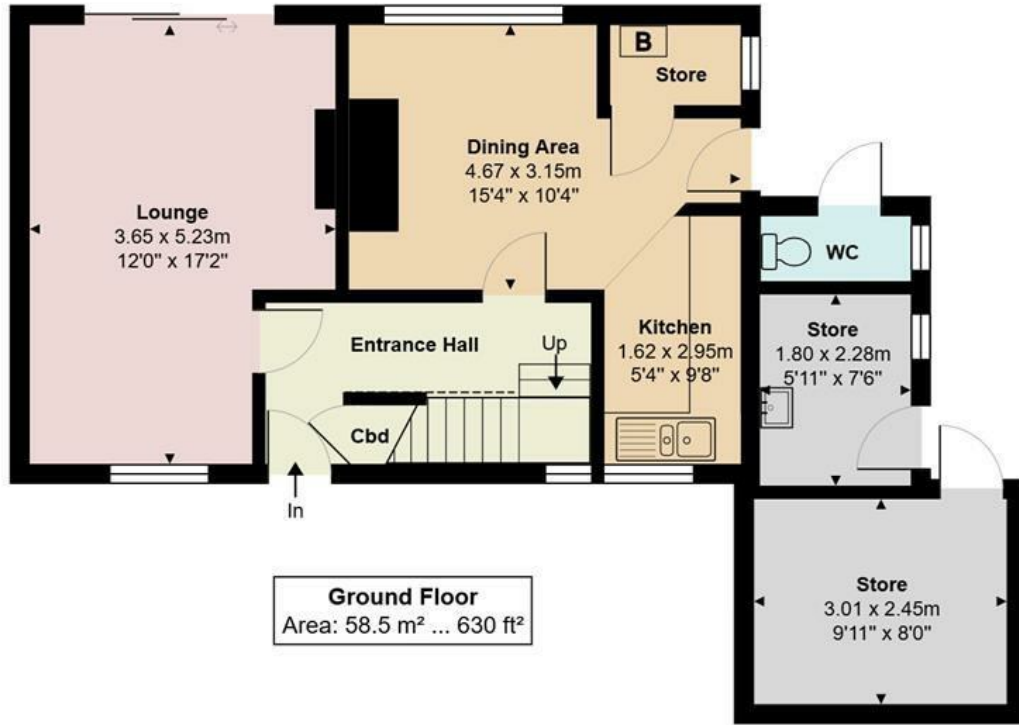 B
Store
Dining Area
4.67 x 3.15m
15'4" x 10'4"
Lounge
3.65 x 5.23m
12'0" x 17'2"
WC
Entrance Hall
Up
Kitchen
1.62 x 2.95m
5'4" x 9'8"
Store
1.80 x 2.28m
5'11" x 7'6"
Cbd
In
Ground Floor
Area: 58.5 m² ... 630 ft²
Store
3.01 x 2.45m
9'11" x 8'0"